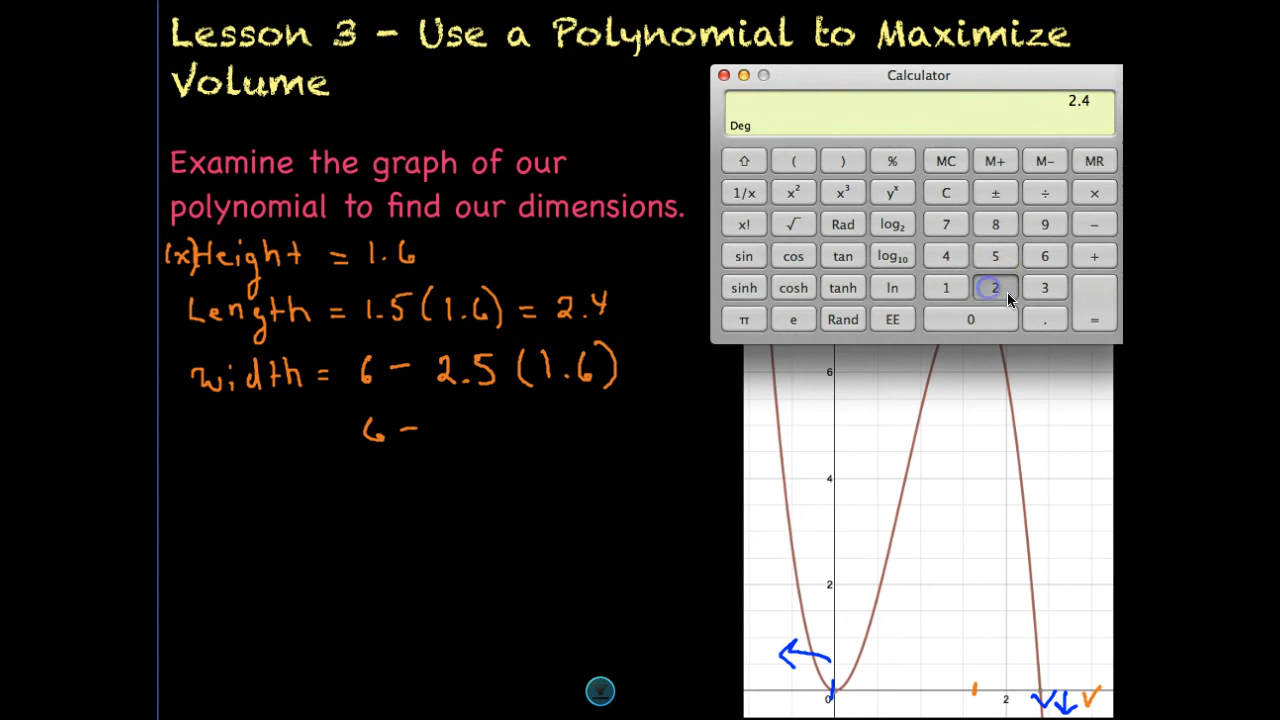 Lesson 3 - Use a Polynomial to Maximize
Volume
Calculator
2.4
Deg
Examine the graph of our
polynomial to find our dimensions.
(x)Height = 1.6
Length = 1.5(1.6) = 2.4
width = 6 - 2.5 (1.6)
6 -
⇧ ( ) % MC M+ M− MR
1/x x² x³ yˣ C ± ÷ ×
x! √ Rad log₂ 7 8 9 −
sin cos tan log₁₀ 4 5 6 +
sinh cosh tanh ln 1 2 3
π e Rand EE 0 . =
6
4
2
0 2